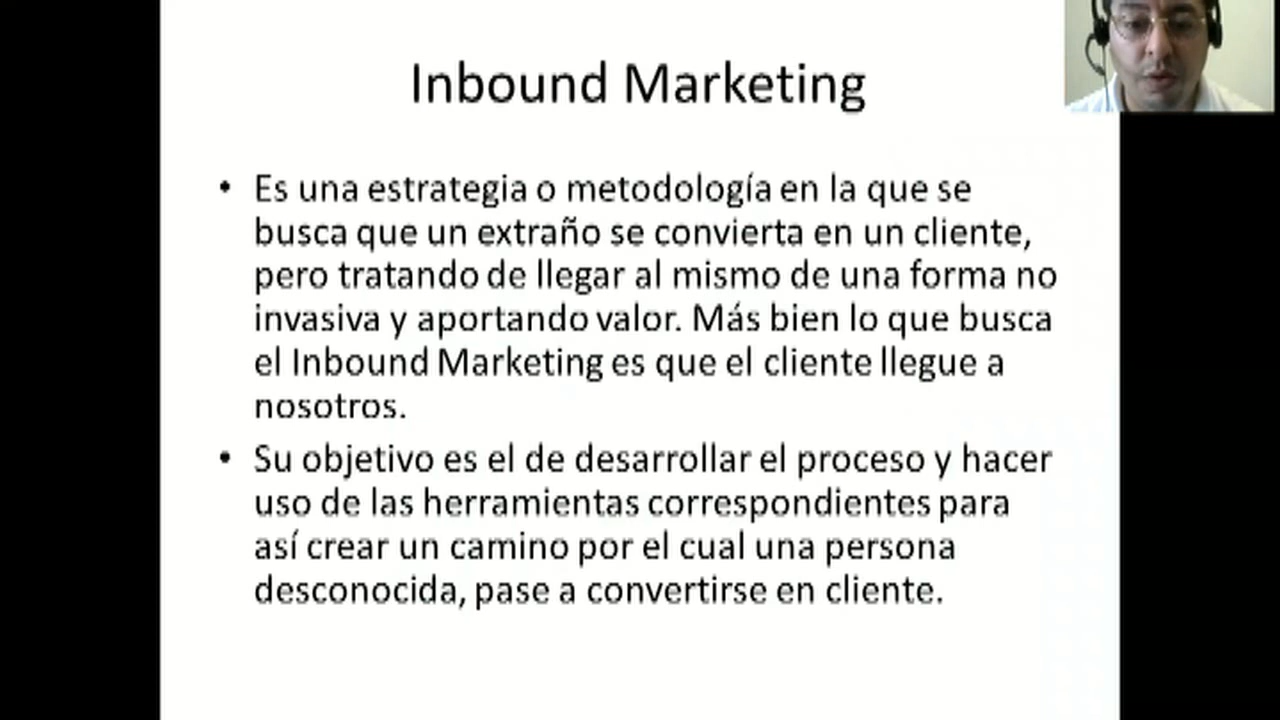 Inbound Marketing
• Es una estrategia o metodología en la que se
busca que un extraño se convierta en un cliente,
pero tratando de llegar al mismo de una forma no
invasiva y aportando valor. Más bien lo que busca
el Inbound Marketing es que el cliente llegue a
nosotros.
• Su objetivo es el de desarrollar el proceso y hacer
uso de las herramientas correspondientes para
así crear un camino por el cual una persona
desconocida, pase a convertirse en cliente.